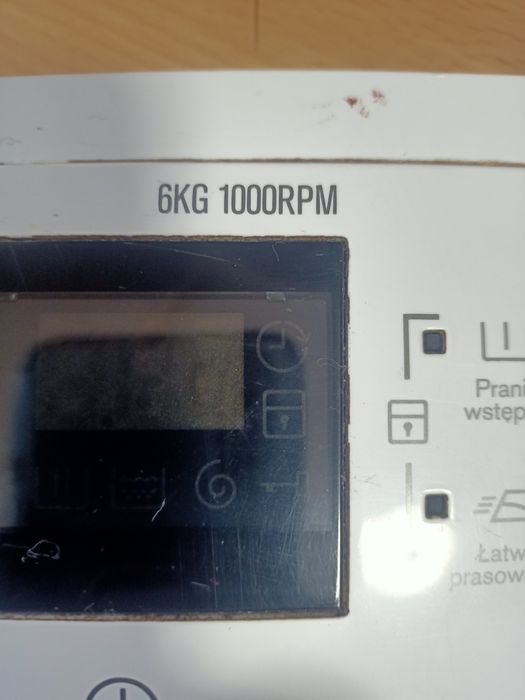 6KG 1000RPM
Prani
wstęp
Łatw
prasow